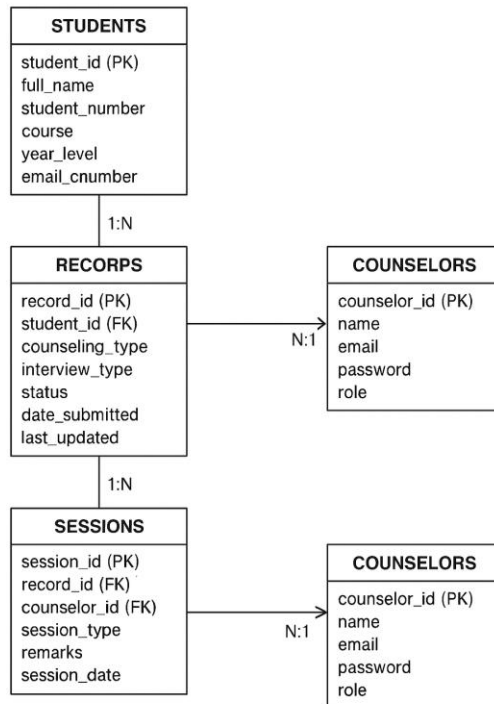 STUDENTS
student_id (PK)
full_name
student_number
course
year_level
email_cnumber
1:N
RECORPS
record_id (PK)
student_id (FK)
counseling_type
interview_type
status
date_submitted
last_updated
N:1
COUNSELORS
counselor_id (PK)
name
email
password
role
1:N
SESSIONS
session_id (PK)
record_id (FK)
counselor_id (FK)
session_type
remarks
session_date
N:1
COUNSELORS
counselor_id (PK)
name
email
password
role